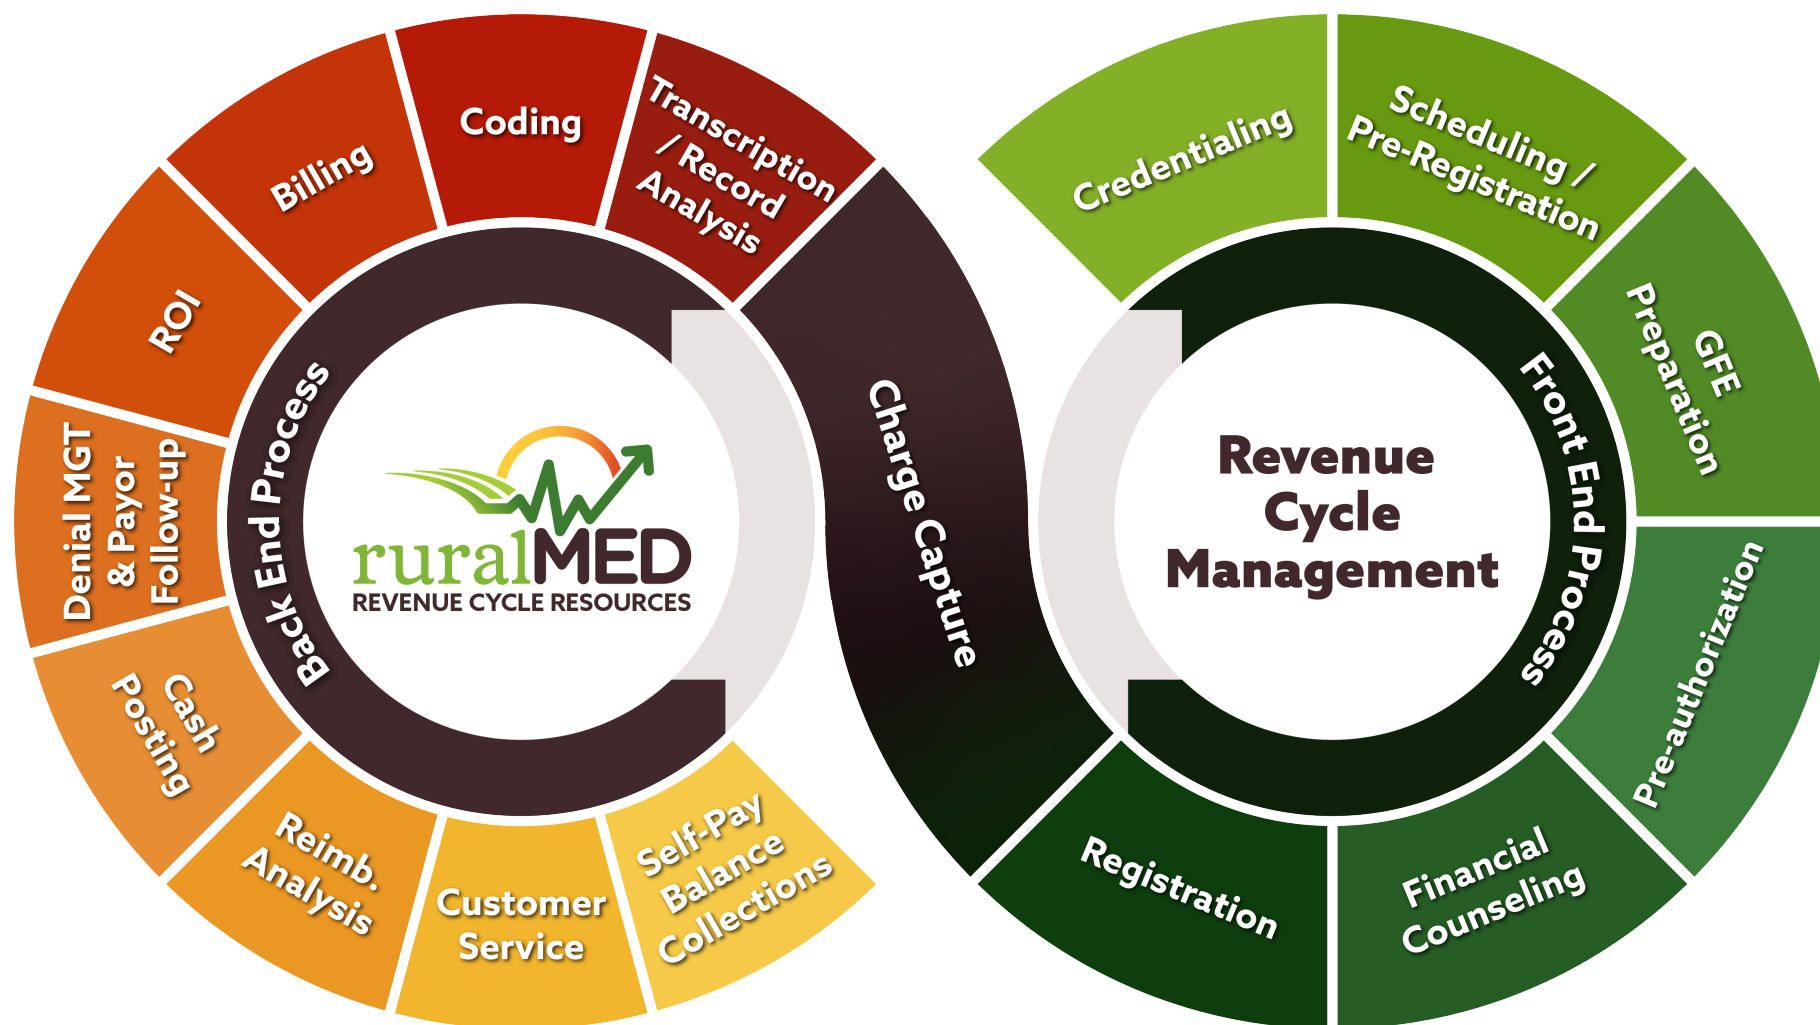 Credentialing
Scheduling /
Pre-Registration
GFE
Preparation
Pre-authorization
Financial
Counseling
Registration
Front End Process
Revenue
Cycle
Management
Charge Capture
Transcription
/ Record
Analysis
Coding
Billing
ROI
Denial MGT
& Payor
Follow-up
Cash
Posting
Reimb.
Analysis
Customer
Service
Self-Pay
Balance
Collections
Back End Process
ruralMED
REVENUE CYCLE RESOURCES